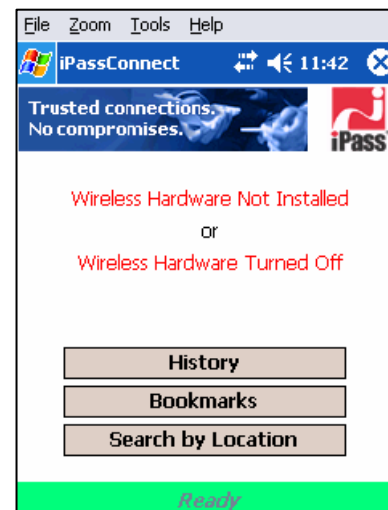 File Zoom Tools Help
iPassConnect 11:42
Trusted connections.
No compromises.
iPass
Wireless Hardware Not Installed
or
Wireless Hardware Turned Off
History
Bookmarks
Search by Location
Ready